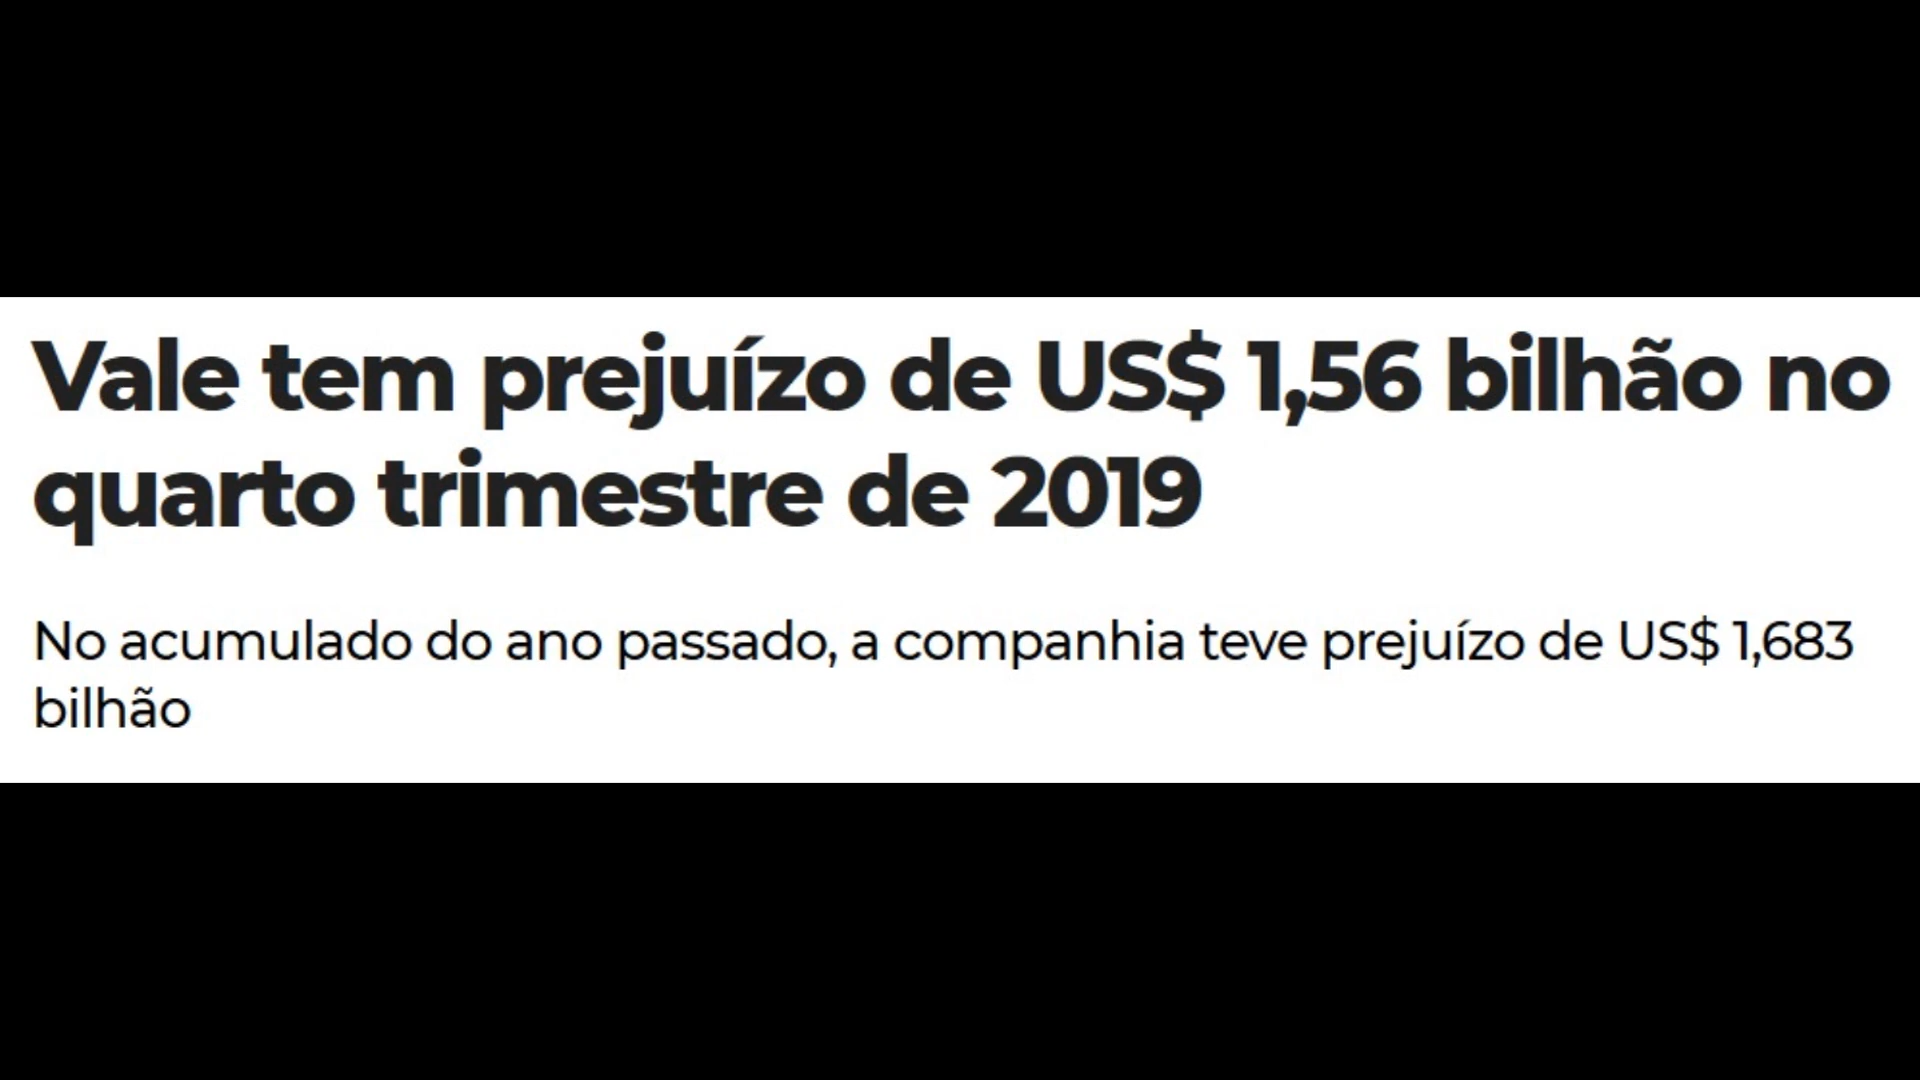 Vale tem prejuízo de US$ 1,56 bilhão no
quarto trimestre de 2019
No acumulado do ano passado, a companhia teve prejuízo de US$ 1,683
bilhão